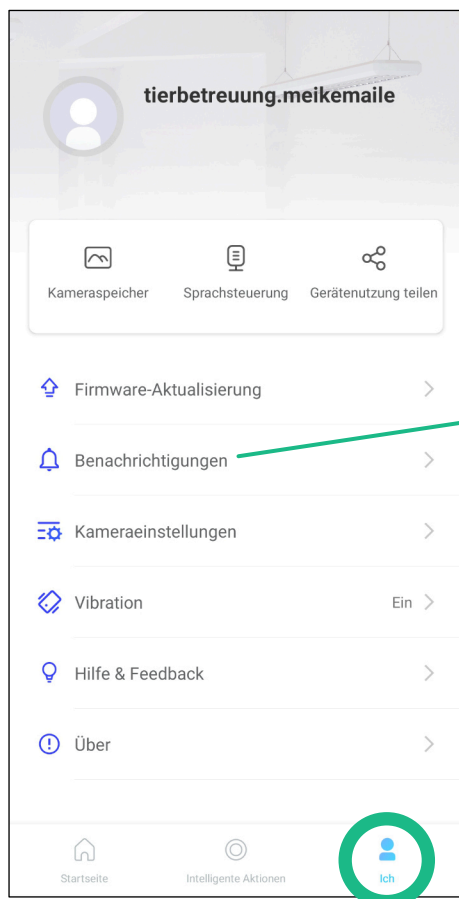 tierbetreuung.meikemaile
Kameraspeicher Sprachsteuerung Gerätenutzung teilen
Firmware-Aktualisierung
Benachrichtigungen
Kameraeinstellungen
Vibration Ein
Hilfe & Feedback
Über
Startseite Intelligente Aktionen Ich